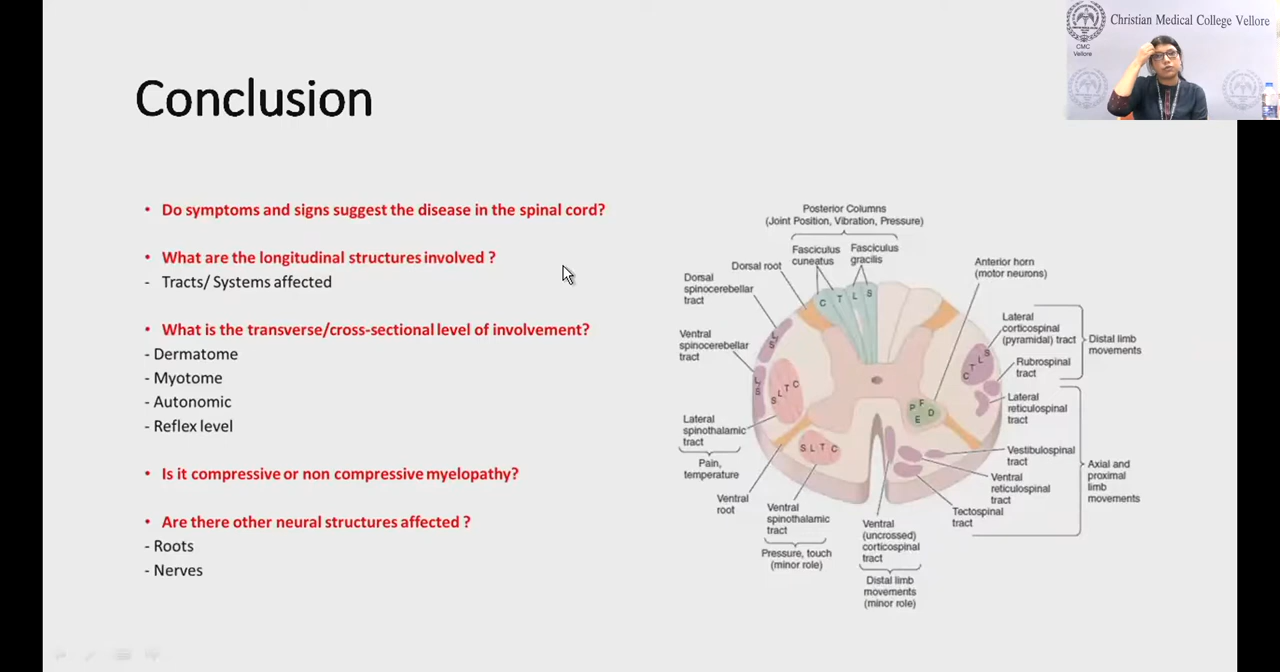 Christian Medical College Vellore
CMC
Vellore
Conclusion
• Do symptoms and signs suggest the disease in the spinal cord?
• What are the longitudinal structures involved ?
- Tracts/ Systems affected
• What is the transverse/cross-sectional level of involvement?
- Dermatome
- Myotome
- Autonomic
- Reflex level
• Is it compressive or non compressive myelopathy?
• Are there other neural structures affected ?
- Roots
- Nerves
Posterior Columns
(Joint Position, Vibration, Pressure)
Fasciculus
cuneatus
Fasciculus
gracilis
Dorsal root
Dorsal
spinocerebellar
tract
Ventral
spinocerebellar
tract
Lateral
spinothalamic
tract
Pain,
temperature
Ventral
root
Ventral
spinothalamic
tract
Pressure, touch
(minor role)
Ventral
(uncrossed)
corticospinal
tract
Distal limb
movements
(minor role)
Anterior horn
(motor neurons)
Lateral
corticospinal
(pyramidal) tract
Rubrospinal
tract
Distal limb
movements
Lateral
reticulospinal
tract
Vestibulospinal
tract
Ventral
reticulospinal
tract
Tectospinal
tract
Axial and
proximal
limb
movements
C T L S
L
S
L
S
S L T C
S L T C
C T L S
P F
E D